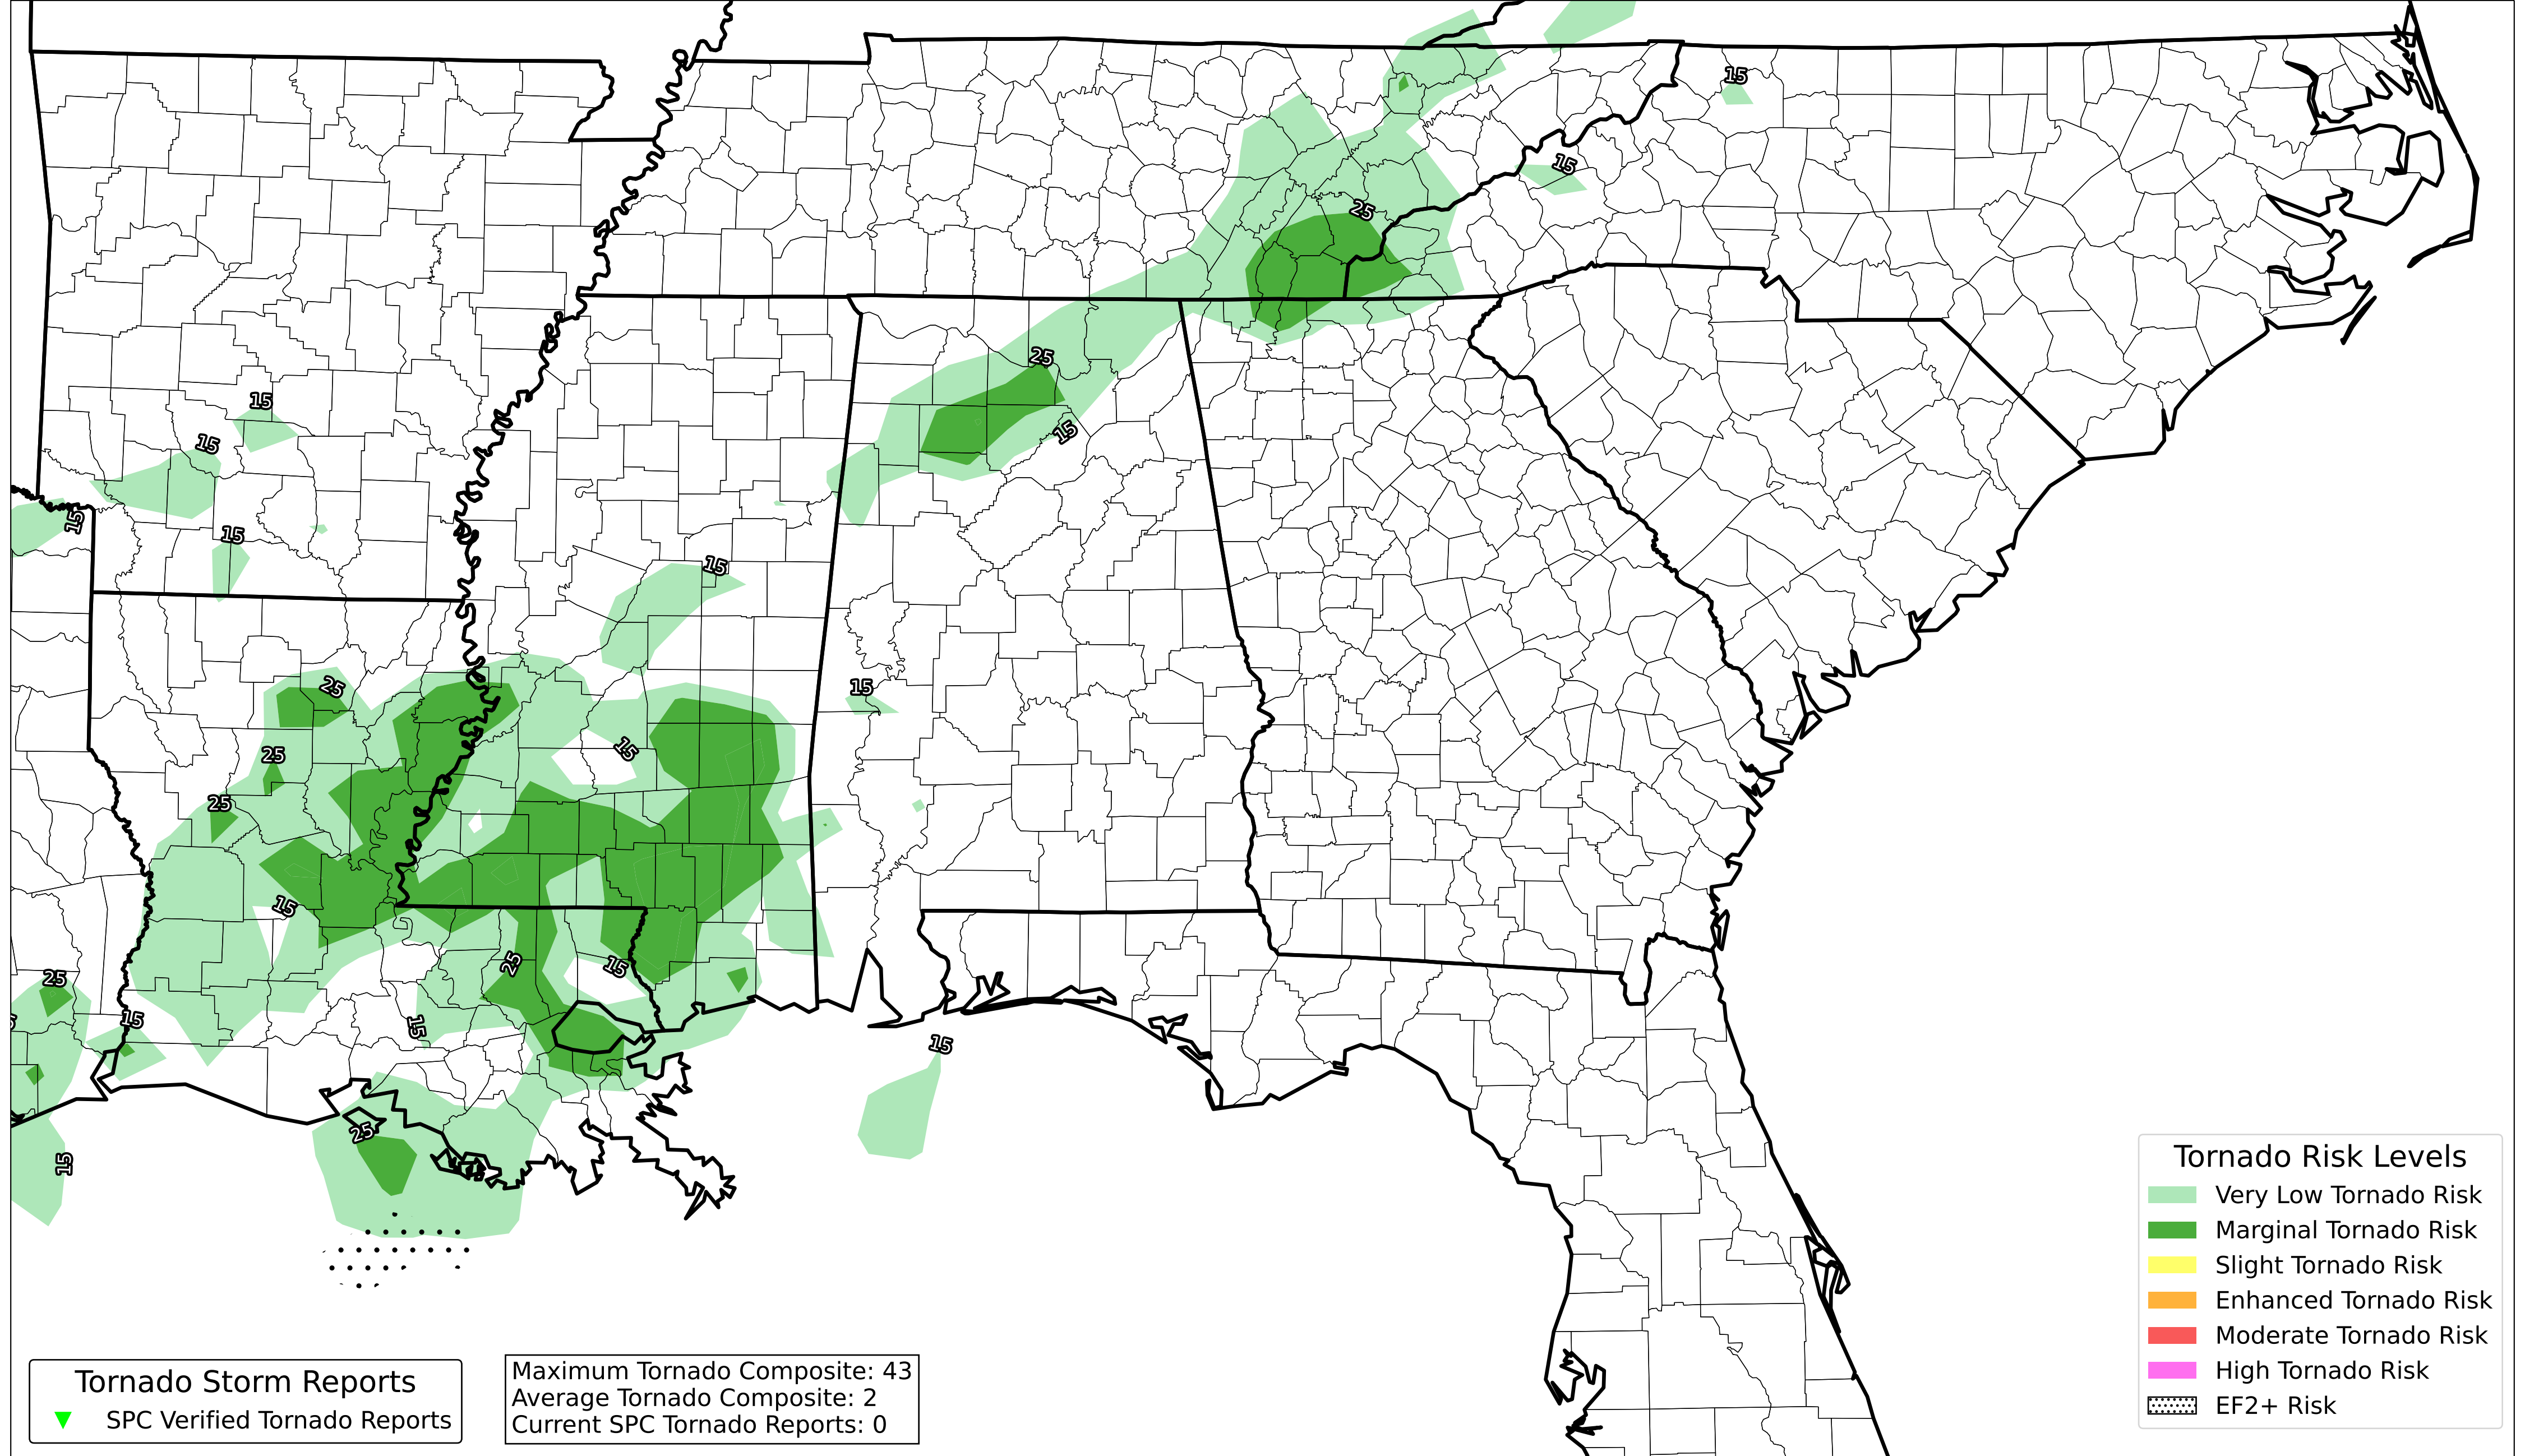 15
15
25
25
15
15
15
15
15
15
25
15
25
15
25
15
25
15
25
15
15
15
15
25
15
Tornado Risk Levels
Very Low Tornado Risk
Marginal Tornado Risk
Slight Tornado Risk
Enhanced Tornado Risk
Moderate Tornado Risk
High Tornado Risk
EF2+ Risk
Tornado Storm Reports
SPC Verified Tornado Reports
Maximum Tornado Composite: 43
Average Tornado Composite: 2
Current SPC Tornado Reports: 0